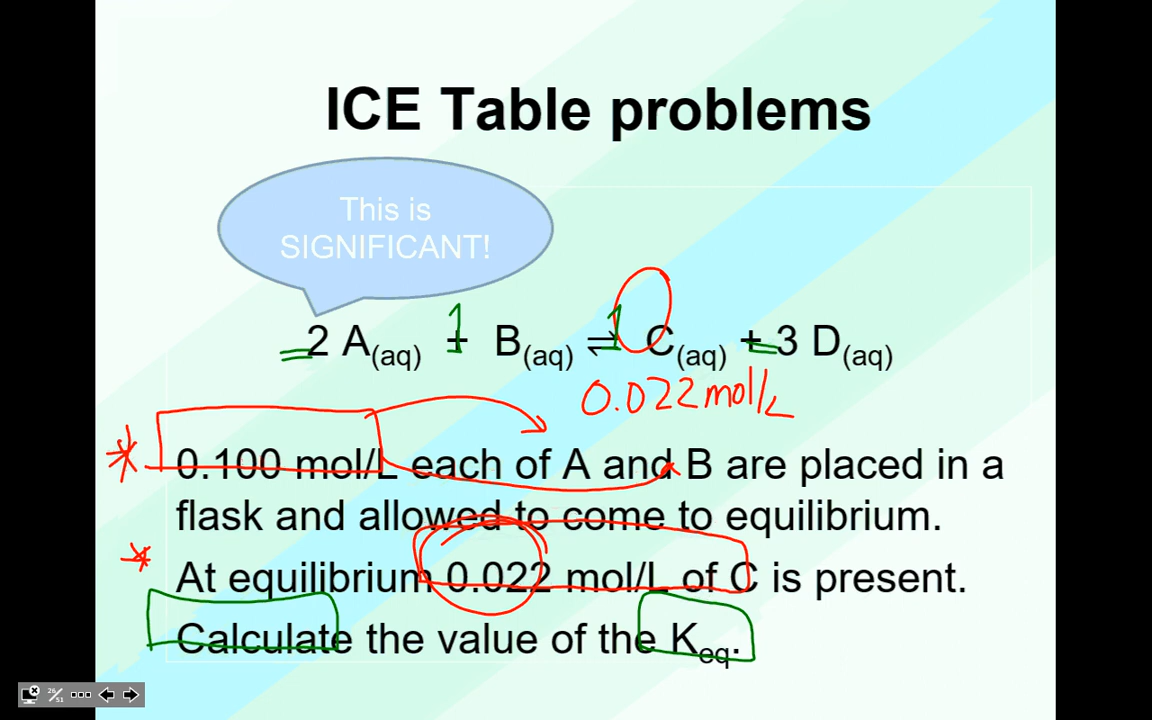 ICE Table problems
This is
SIGNIFICANT!
2 A(aq) + B(aq) ⇌ C(aq) + 3 D(aq)
1 1
0.022 mol/L
* 0.100 mol/L each of A and B are placed in a
flask and allowed to come to equilibrium.
* At equilibrium 0.022 mol/L of C is present.
Calculate the value of the Keq.
26/51